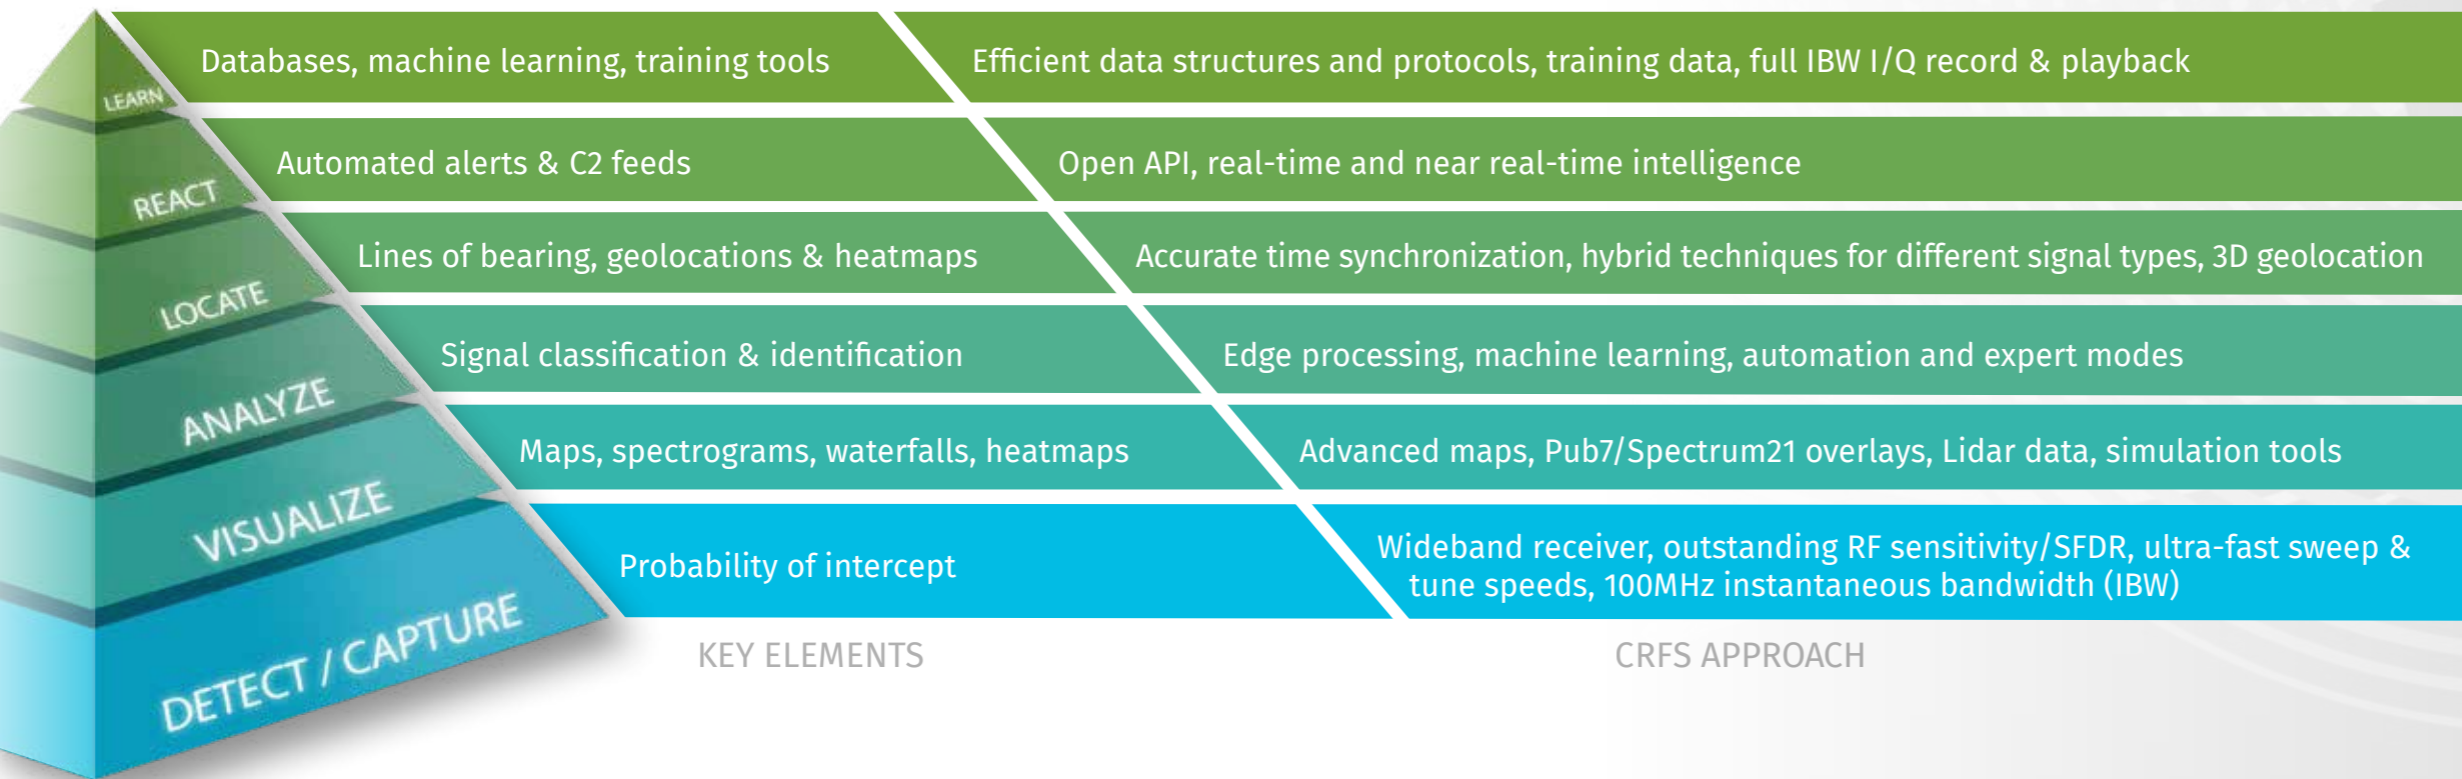 LEARN
Databases, machine learning, training tools
Efficient data structures and protocols, training data, full IBW I/Q record & playback
REACT
Automated alerts & C2 feeds
Open API, real-time and near real-time intelligence
LOCATE
Lines of bearing, geolocations & heatmaps
Accurate time synchronization, hybrid techniques for different signal types, 3D geolocation
ANALYZE
Signal classification & identification
Edge processing, machine learning, automation and expert modes
VISUALIZE
Maps, spectrograms, waterfalls, heatmaps
Advanced maps, Pub7/Spectrum21 overlays, Lidar data, simulation tools
DETECT / CAPTURE
Probability of intercept
Wideband receiver, outstanding RF sensitivity/SFDR, ultra-fast sweep &
tune speeds, 100MHz instantaneous bandwidth (IBW)
KEY ELEMENTS
CRFS APPROACH